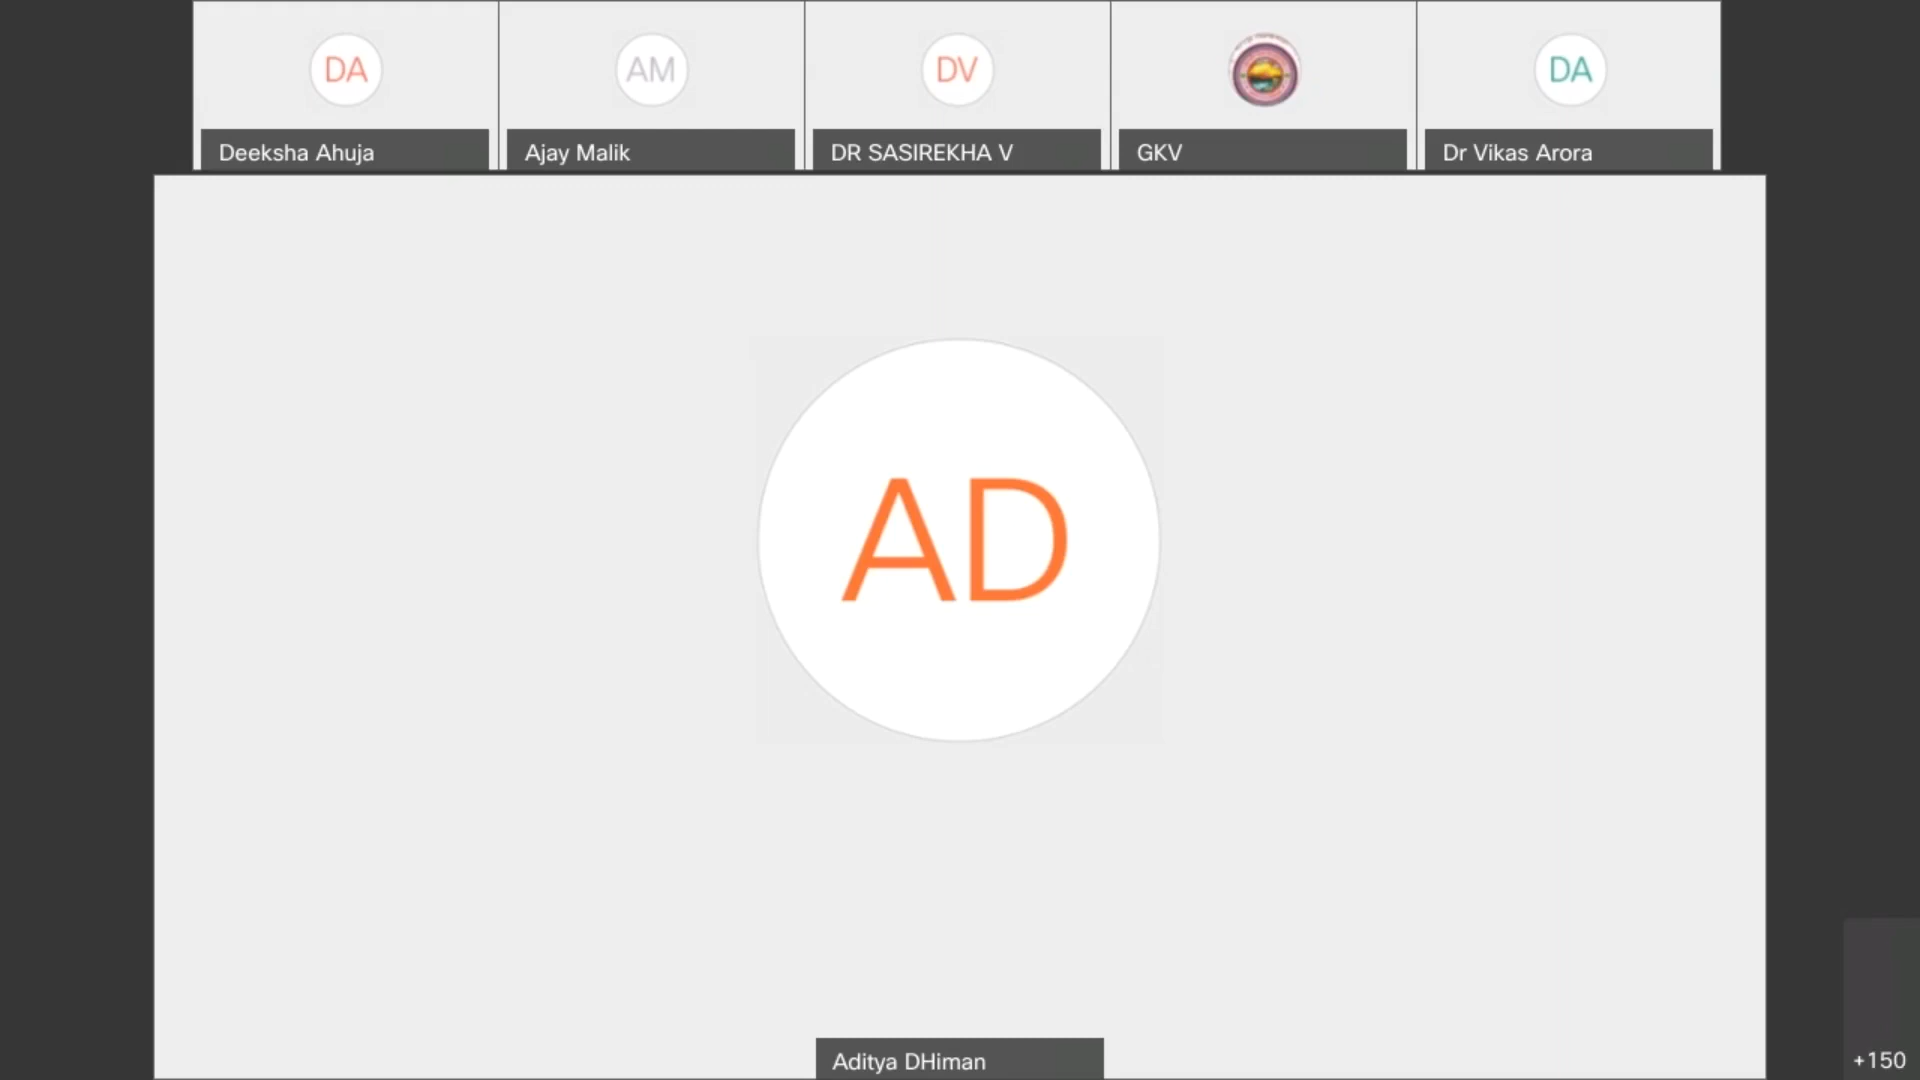 DA
AM
DV
DA
Deeksha Ahuja
Ajay Malik
DR SASIREKHA V
GKV
Dr Vikas Arora
AD
Aditya DHiman
+150